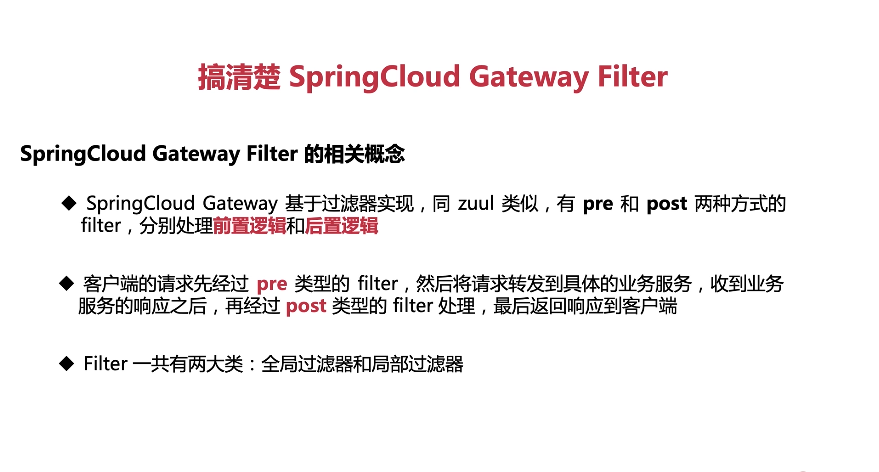 搞清楚 SpringCloud Gateway Filter
SpringCloud Gateway Filter 的相关概念
◆ SpringCloud Gateway 基于过滤器实现，同 zuul 类似，有 pre 和 post 两种方式的
filter，分别处理前置逻辑和后置逻辑
◆ 客户端的请求先经过 pre 类型的 filter，然后将请求转发到具体的业务服务，收到业务
服务的响应之后，再经过 post 类型的 filter 处理，最后返回响应到客户端
◆ Filter 一共有两大类：全局过滤器和局部过滤器